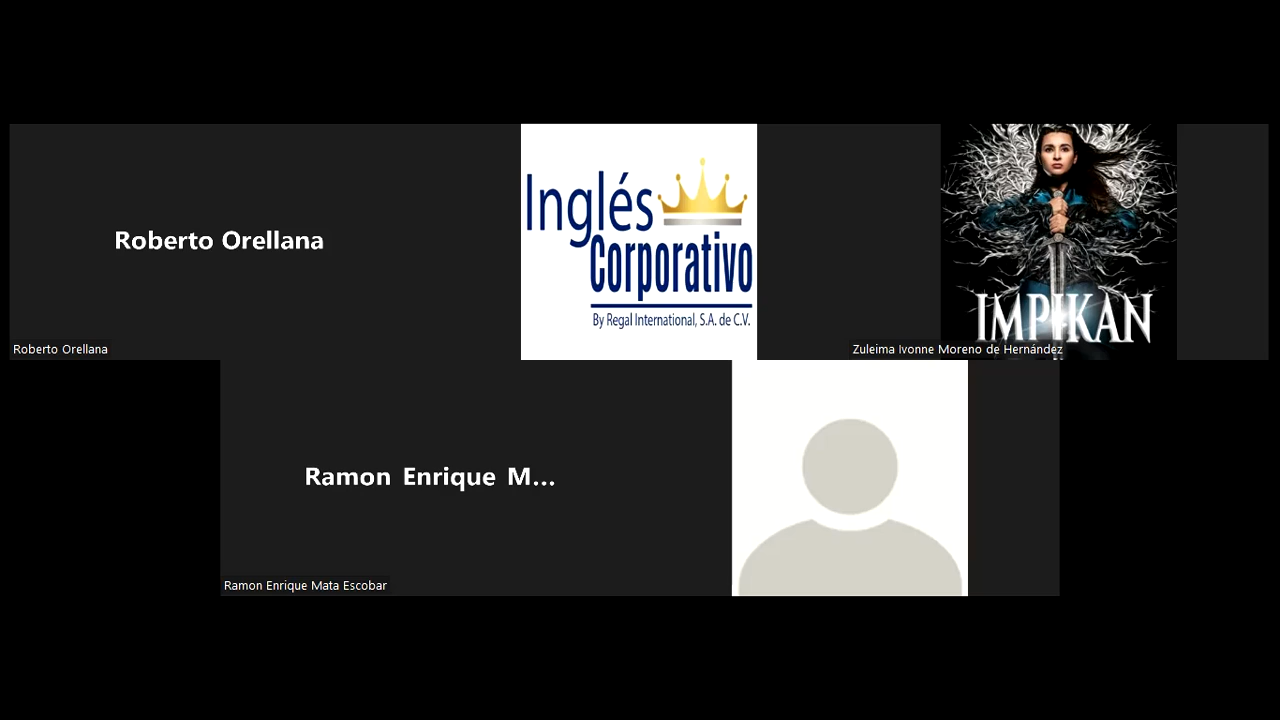 Roberto Orellana
Roberto Orellana
Inglés
Corporativo
By Regal International, S.A. de C.V.
IMPIKAN
Zuleima Ivonne Moreno de Hernández
Ramon Enrique M...
Ramon Enrique Mata Escobar